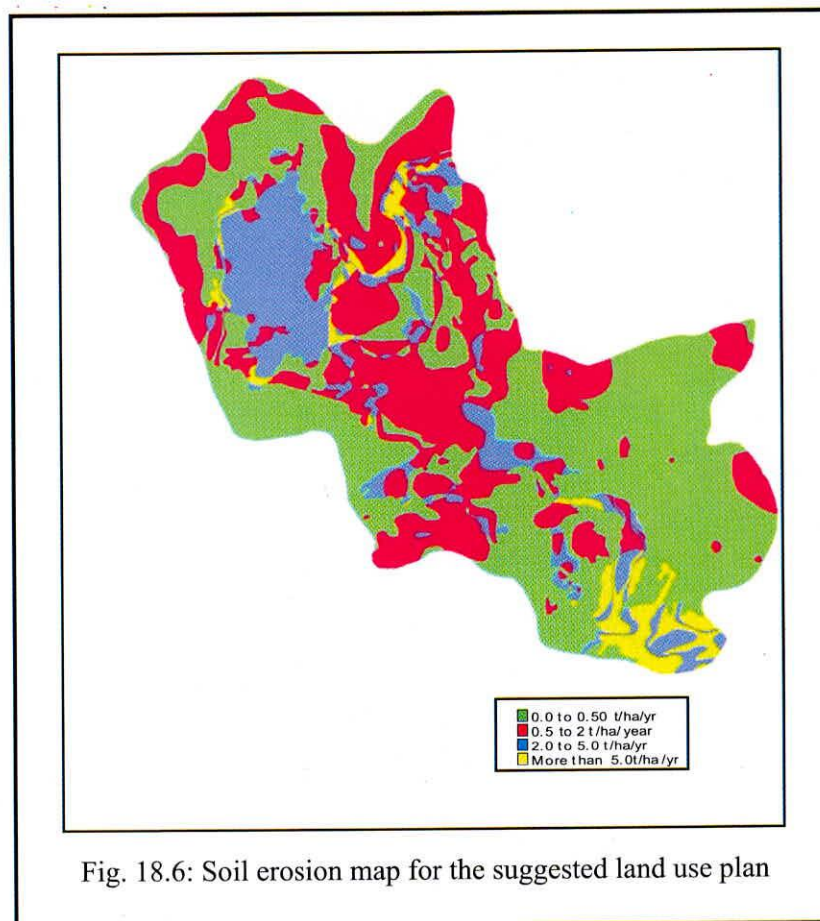 0.0 to 0.50 t/ha/yr
0.5 to 2 t/ha/year
2.0 to 5.0 t/ha/yr
More than 5.0t/ha/yr
Fig. 18.6: Soil erosion map for the suggested land use plan